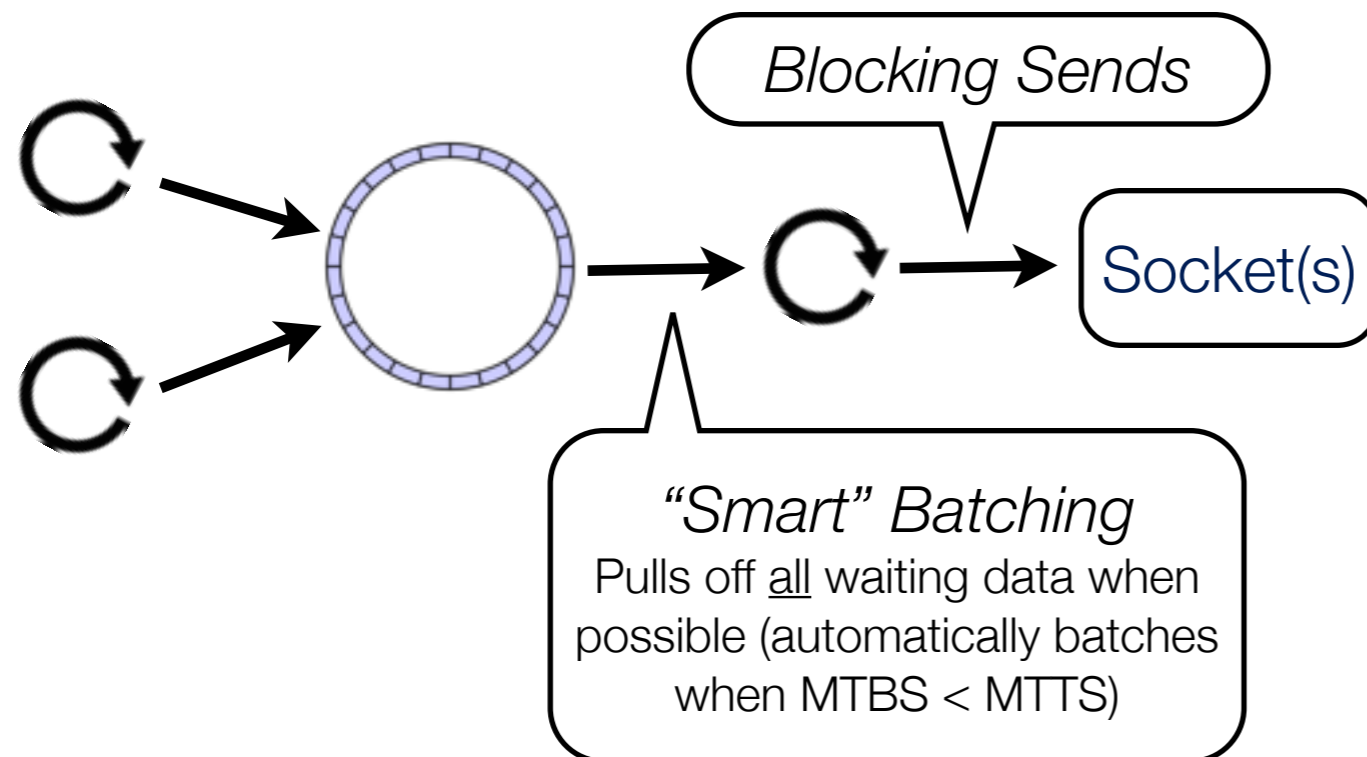 Blocking Sends
Socket(s)
“Smart” Batching
Pulls off all waiting data when
possible (automatically batches
when MTBS < MTTS)